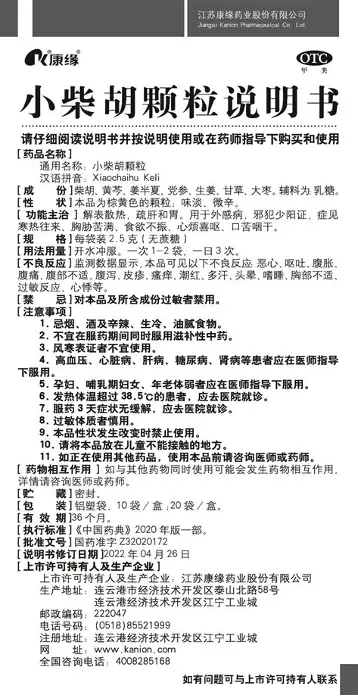 江苏康缘药业股份有限公司
Jiangsu Kanion Pharmaceutical Co., Ltd.
康缘
OTC
甲类
小柴胡颗粒说明书
请仔细阅读说明书并按说明使用或在药师指导下购买和使用
[药品名称]
通用名称：小柴胡颗粒
汉语拼音：Xiaochaihu Keli
[成 份]柴胡、黄芩、姜半夏、党参、生姜、甘草、大枣。辅料为：乳糖。
[性 状]本品为棕黄色的颗粒；味淡、微辛。
[功能主治]解表散热，疏肝和胃。用于外感病，邪犯少阳证，症见
寒热往来、胸胁苦满、食欲不振、心烦喜呕、口苦咽干。
[规 格]每袋装2.5克（无蔗糖）
[用法用量]开水冲服。一次1-2袋，一日3次。
[不良反应]监测数据显示，本品可见以下不良反应：恶心、呕吐、腹胀、
腹痛、腹部不适、腹泻、皮疹、瘙痒、潮红、多汗、头晕、嗜睡、胸部不适、
过敏反应、心悸等。
[禁 忌]对本品及所含成份过敏者禁用。
[注意事项]
1. 忌烟、酒及辛辣、生冷、油腻食物。
2. 不宜在服药期间同时服用滋补性中药。
3. 风寒表证者不宜使用。
4. 高血压、心脏病、肝病、糖尿病、肾病等患者应在医师指导
下服用。
5. 孕妇、哺乳期妇女、年老体弱者应在医师指导下服用。
6. 发热体温超过38.5℃的患者，应去医院就诊。
7. 服药3天症状无缓解，应去医院就诊。
8. 过敏体质者慎用。
9. 本品性状发生改变时禁止使用。
10. 请将本品放在儿童不能接触的地方。
11. 如正在使用其他药品，使用本品前请咨询医师或药师。
[药物相互作用]如与其他药物同时使用可能会发生药物相互作用，
详情请咨询医师或药师。
[贮 藏]密封。
[包 装]铝塑袋，10袋／盒，20袋／盒。
[有 效 期]36个月。
[执行标准]《中国药典》2020年版一部。
[批准文号]国药准字Z32020172
[说明书修订日期]2022年04月26日
[上市许可持有人及生产企业]
上市许可持有人及生产企业：江苏康缘药业股份有限公司
生产地址：连云港市经济技术开发区泰山北路58号
连云港经济技术开发区江宁工业城
邮政编码：222047
电话号码：(0518)85521999
注册地址：连云港经济技术开发区江宁工业城
网 址：www.kanion.com
全国咨询电话：4008285168
如有问题可与上市许可持有人联系